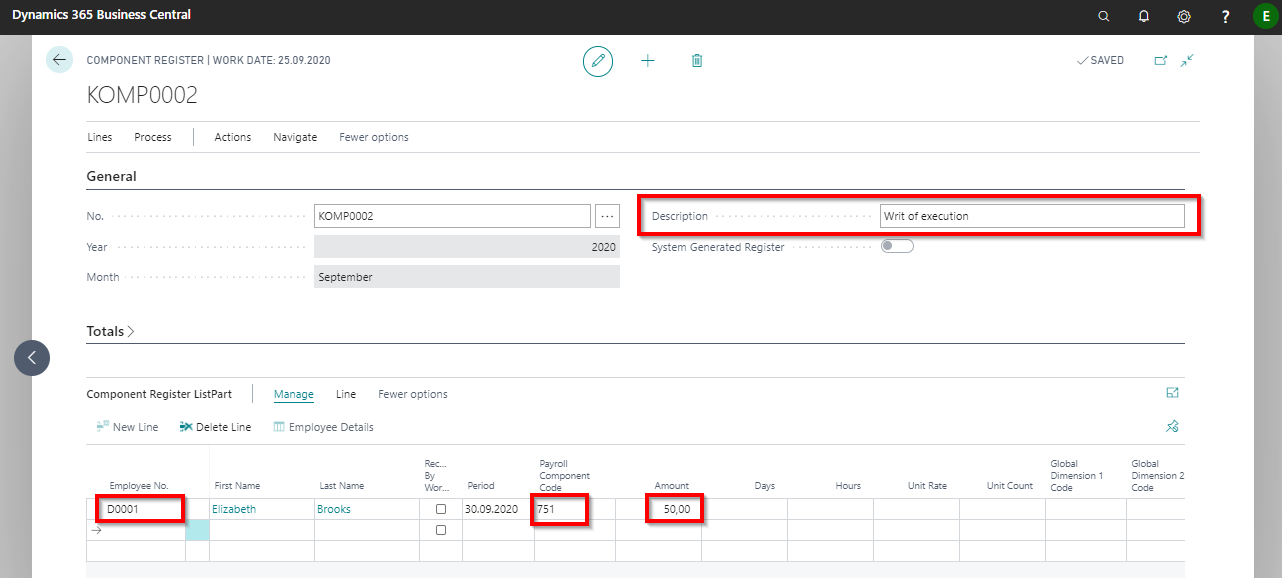 Dynamics 365 Business Central
? E
COMPONENT REGISTER | WORK DATE: 25.09.2020
SAVED
KOMP0002
Lines Process Actions Navigate Fewer options
General
No. KOMP0002 ... Description Writ of execution
Year 2020 System Generated Register
Month September
Totals
Component Register ListPart Manage Line Fewer options
New Line Delete Line Employee Details
Employee No. First Name Last Name Rec... By Wor... Period Payroll Component Code Amount Days Hours Unit Rate Unit Count Global Dimension 1 Code Global Dimension 2 Code
D0001 Elizabeth Brooks 30.09.2020 751 50,00